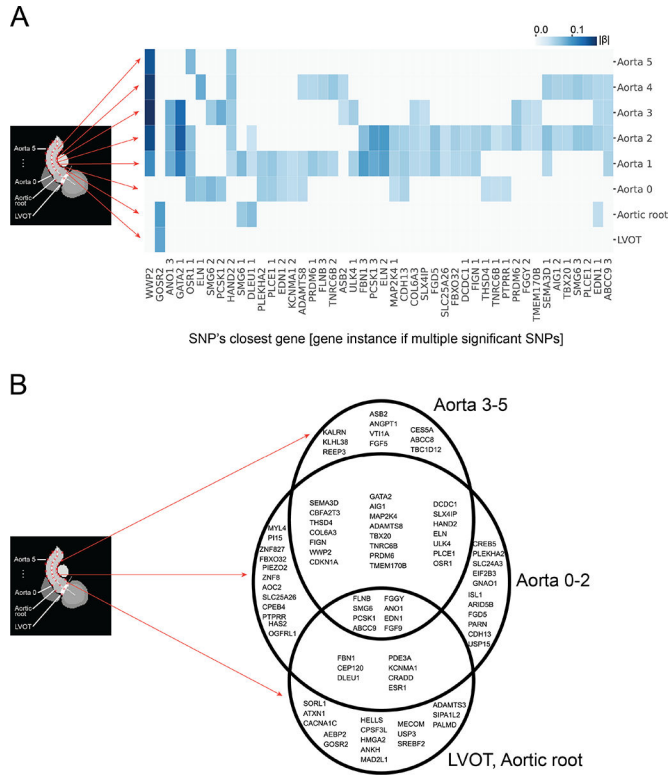 A
0.0
0.1
|β|
Aorta 5
Aorta 4
Aorta 3
Aorta 2
Aorta 1
Aorta 0
Aortic root
LVOT
Aorta 5
Aorta 0
Aortic
root
LVOT
WWP2
GOSR2
ANO1 3
GATA2 1
OSR1 1
ELN 1
SMG6 2
PCSK1 1
HAND2 2
SMG6 1
DLEU1 1
PLEKHA2
PLCE1 1
EDN1 2
KCNMA1 2
ADAMTS8
PRDM6 1
FLNB 3
TNRC6B 2
ASB2
ULK4 1
FBN1 3
PCSK1 3
ELN 2
MAP2K4 1
CDH13
COL6A3
SLX4IP
FGD5
SLC25A26
FBXO32
DCDC1 1
FIGN 1
THSD4 1
TNRC6B 1
PTPRR 1
PRDM6 2
FGGY 2
TMEM170B
SEMA3D 1
AIG1 2
TBX20 1
SMG6 3
PLCE1 2
EDN1 1
ABCC9 3
SNP's closest gene [gene instance if multiple significant SNPs]
B
Aorta 3-5
KALRN
KLHL38
REEP3
ASB2
ANGPT1
VTI1A
FGF5
CES5A
ABCC8
TBC1D12
SEMA3D
CBFA2T3
THSD4
COL6A3
FIGN
WWP2
CDKN1A
GATA2
AIG1
MAP2K4
ADAMTS8
TBX20
TNRC6B
PRDM6
TMEM170B
DCDC1
SLX4IP
HAND2
ELN
ULK4
PLCE1
OSR1
MYL4
PI15
ZNF827
FBXO32
PIEZO2
ZNF8
AOC2
SLC25A26
CPEB4
PTPRR
HAS2
OGFRL1
CREB5
PLEKHA2
SLC24A3
EIF2B3
GNAO1
ISL1
ARID5B
FGD5
PARN
CDH13
USP15
Aorta 0-2
Aorta 5
Aorta 0
Aortic
root
LVOT
FLNB
SMG6
PCSK1
ABCC9
FGGY
ANO1
EDN1
FGF9
FBN1
CEP120
DLEU1
PDE3A
KCNMA1
CRADD
ESR1
SORL1
ATXN1
CACNA1C
AEBP2
GOSR2
HELLS
CPSF3L
HMGA2
ANKH
MAD2L1
MECOM
USP3
SREBF2
ADAMTS3
SIPA1L2
PALMD
LVOT, Aortic root